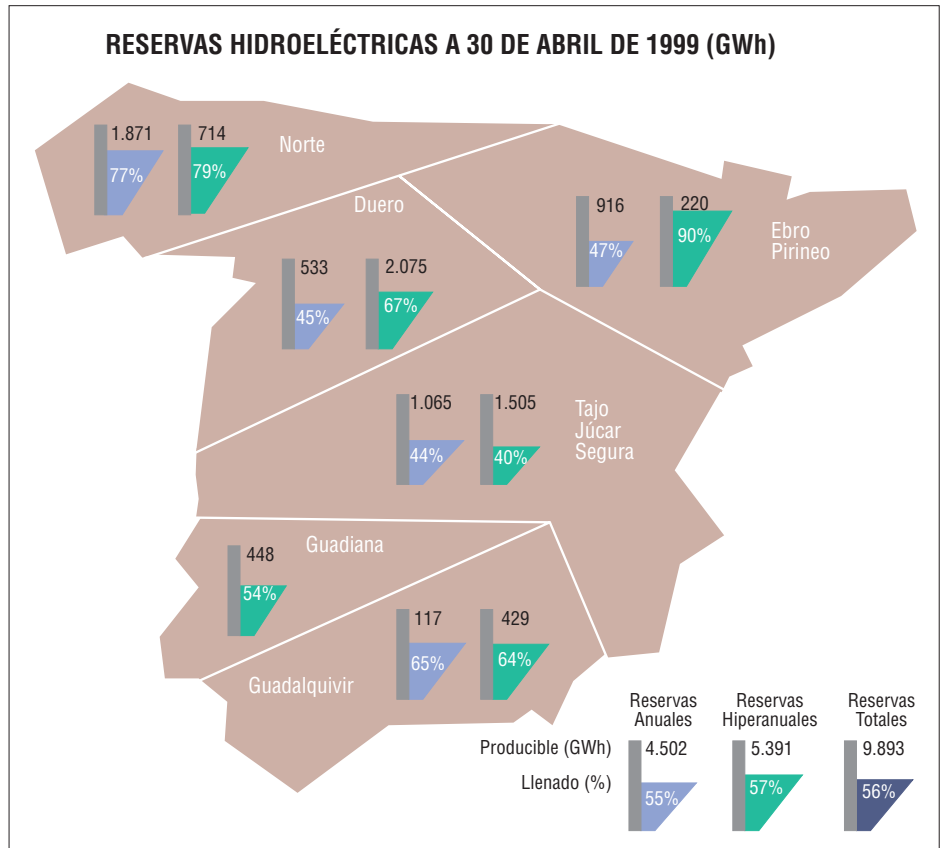 RESERVAS HIDROELÉCTRICAS A 30 DE ABRIL DE 1999 (GWh)
1.871
714
Norte
77%
79%
Duero
916
220
Ebro
Pirineo
47%
90%
533
2.075
45%
67%
1.065
1.505
Tajo
Júcar
Segura
44%
40%
Guadiana
448
54%
117
429
65%
64%
Guadalquivir
Reservas
Anuales
Reservas
Hiperanuales
Reservas
Totales
Producible (GWh)
4.502
5.391
9.893
Llenado (%)
55%
57%
56%